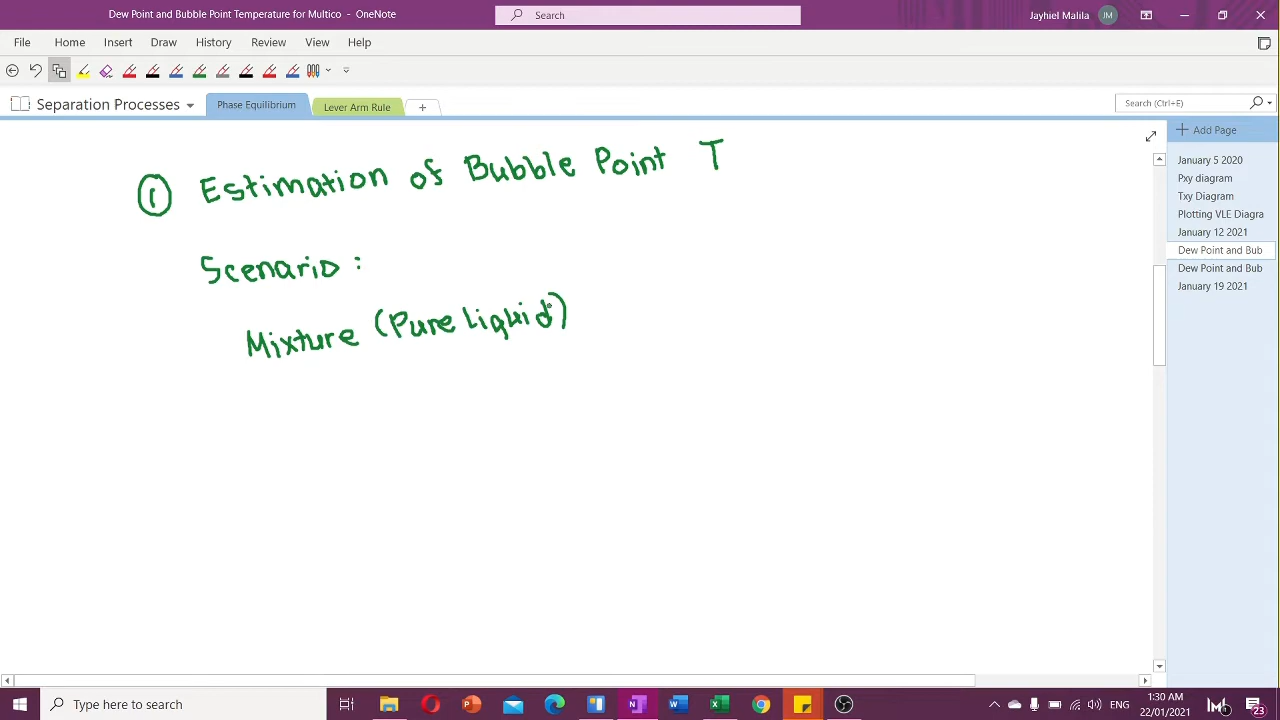 Dew Point and Bubble Point Temperature for Multico - OneNote
Search
Jayhiel Malila
JM
File Home Insert Draw History Review View Help
Separation Processes
Phase Equilibrium
Lever Arm Rule
+
Search (Ctrl+E)
+ Add Page
January 5 2020
Pxy diagram
Txy Diagram
Plotting VLE Diagra
January 12 2021
Dew Point and Bub
Dew Point and Bub
January 19 2021
① Estimation of Bubble Point T
Scenario :
Mixture (Pure Liquid)
Type here to search
ENG
1:30 AM
22/01/2021
23